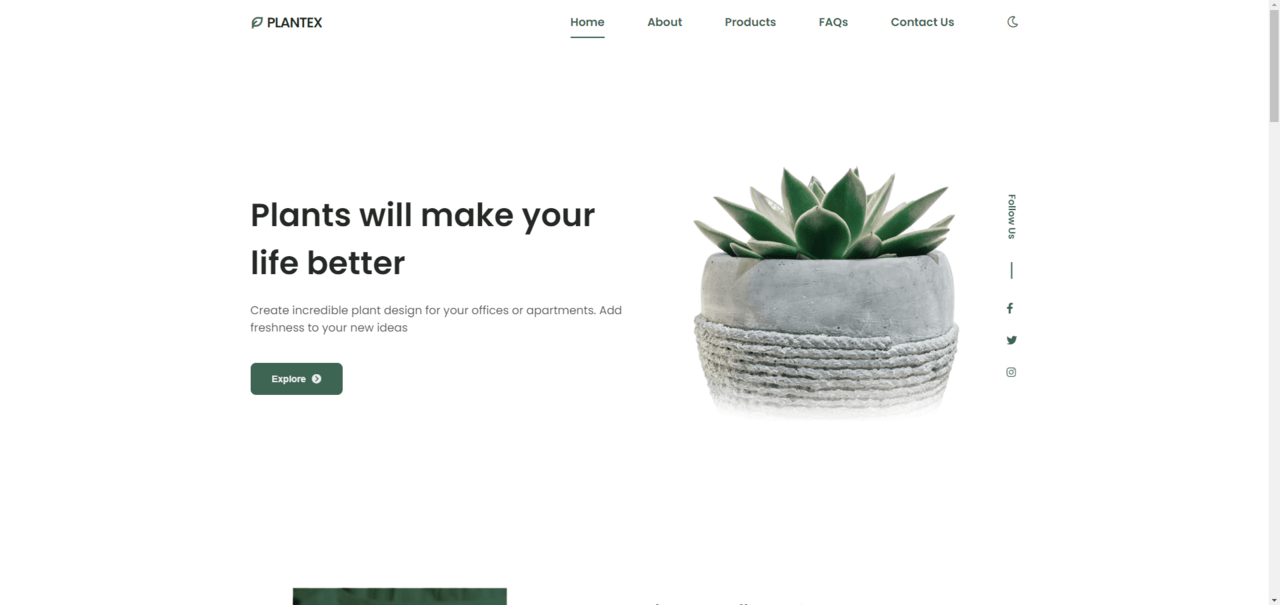 PLANTEX
Home
About
Products
FAQs
Contact Us
Plants will make your
life better
Create incredible plant design for your offices or apartments. Add
freshness to your new ideas
Explore
Follow Us